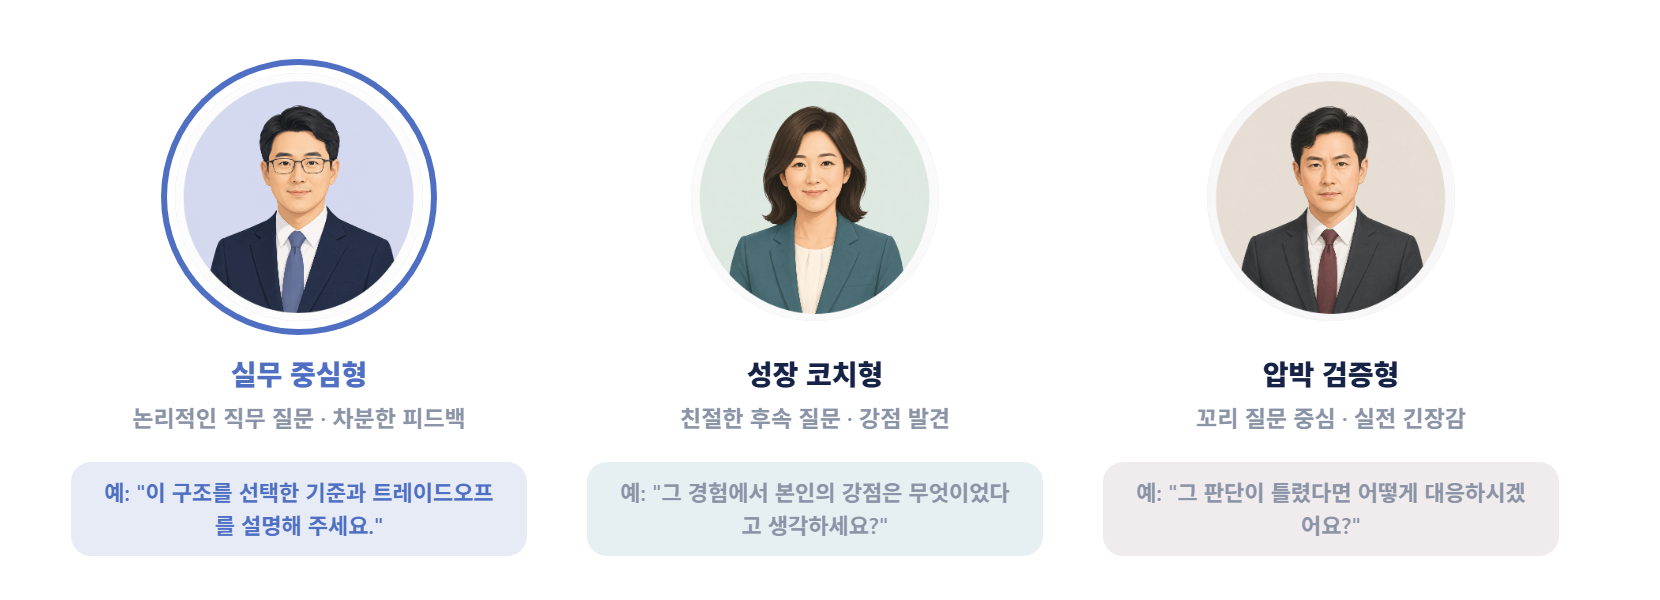 실무 중심형
논리적인 직무 질문 · 차분한 피드백
예: "이 구조를 선택한 기준과 트레이드오프
를 설명해 주세요."
성장 코치형
친절한 후속 질문 · 강점 발견
예: "그 경험에서 본인의 강점은 무엇이었다
고 생각하세요?"
압박 검증형
꼬리 질문 중심 · 실전 긴장감
예: "그 판단이 틀렸다면 어떻게 대응하시겠
어요?"